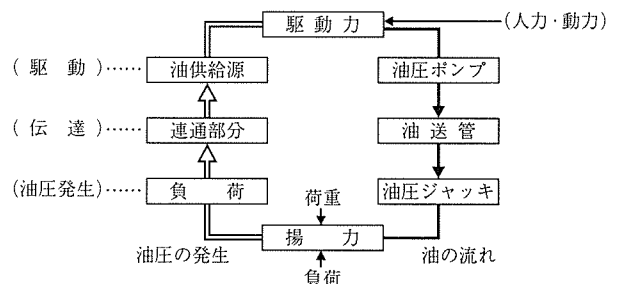 駆動力
(人力・動力)
(駆動)……
油供給源
油圧ポンプ
(伝達)……
連通部分
油送管
(油圧発生)……
負荷
荷重
油圧ジャッキ
揚力
油圧の発生
油の流れ
負荷